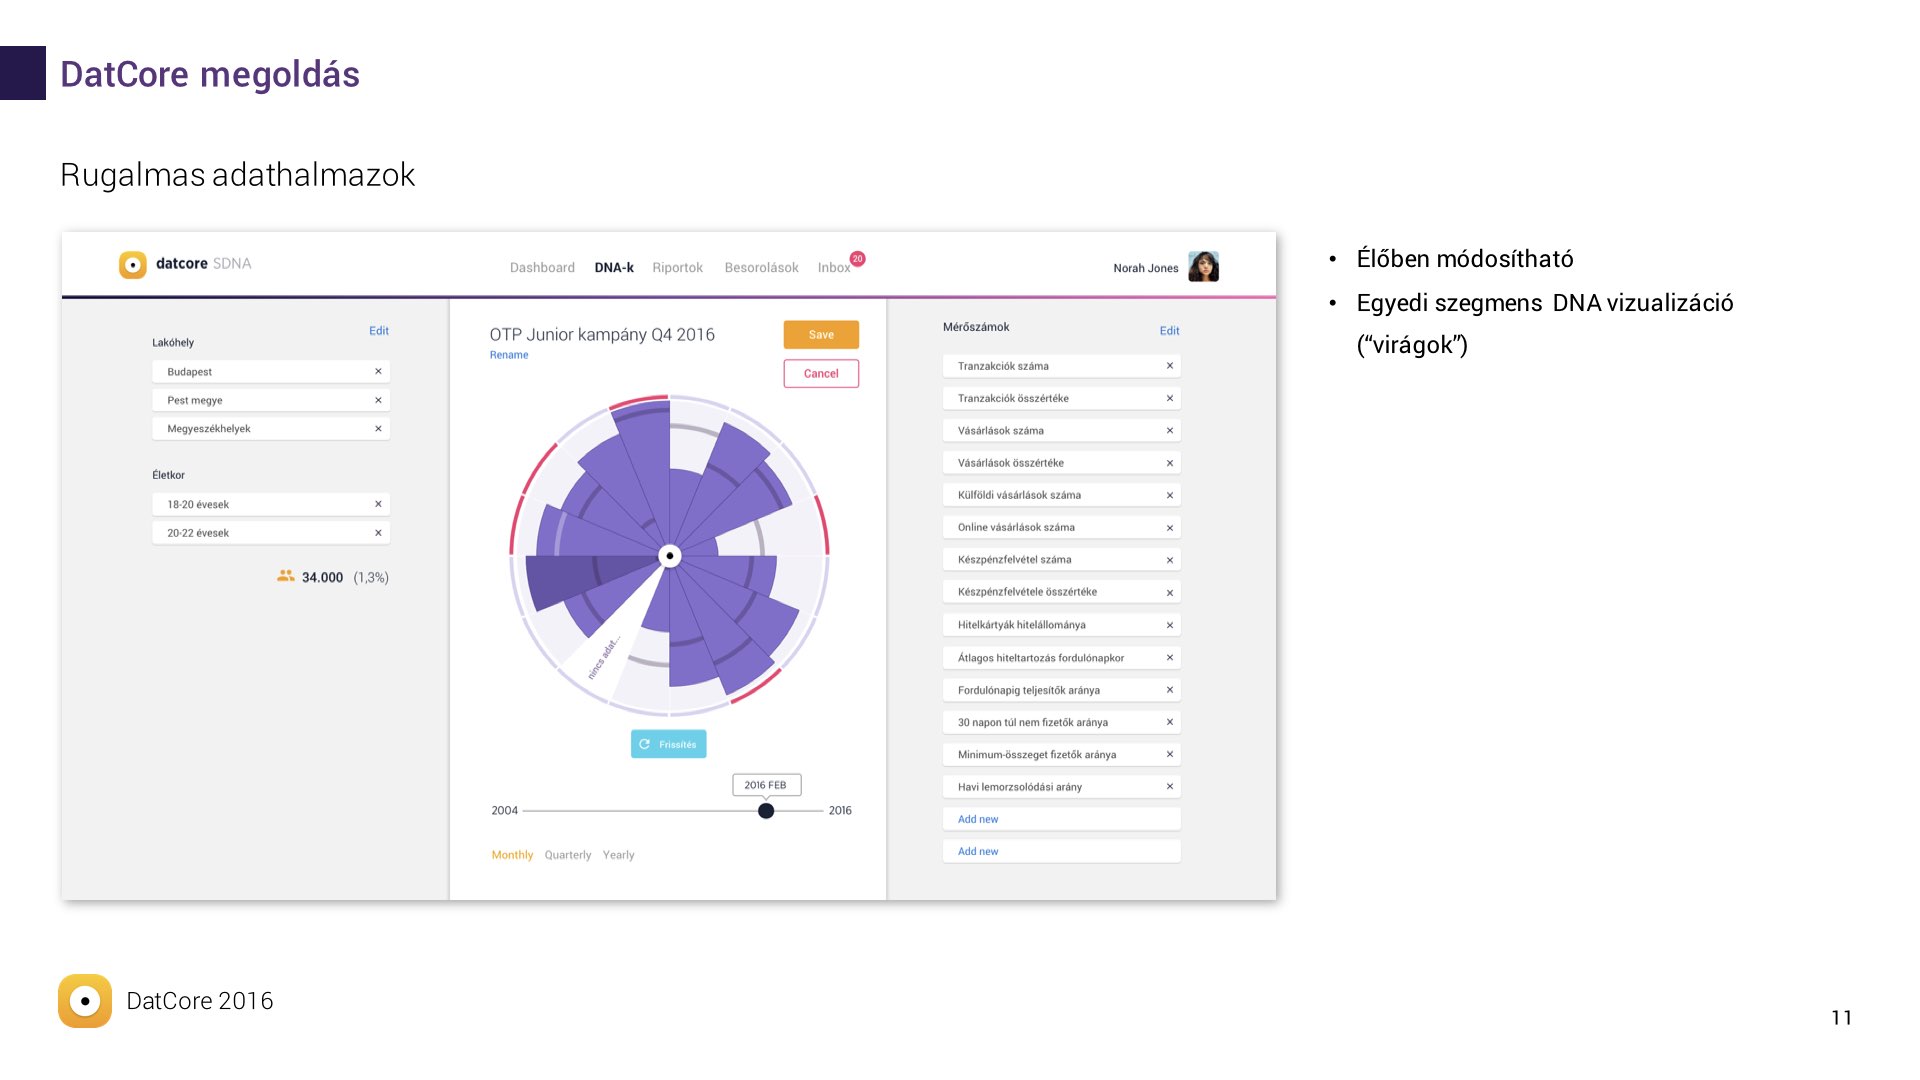 DatCore megoldás
Rugalmas adathalmazok
datcore SDNA
Dashboard DNA-k Riportok Besorolások Inbox 20
Norah Jones
Edit
Lakóhely
Budapest ×
Pest megye ×
Megyeszékhelyek ×
Életkor
18-20 évesek ×
20-22 évesek ×
34.000 (1,3%)
OTP Junior kampány Q4 2016
Rename
Save
Cancel
nincs adat...
Frissítés
2016 FEB
2004 2016
Monthly Quarterly Yearly
Mérőszámok Edit
Tranzakciók száma ×
Tranzakciók összértéke ×
Vásárlások száma ×
Vásárlások összértéke ×
Külföldi vásárlások száma ×
Online vásárlások száma ×
Készpénzfelvétel száma ×
Készpénzfelvétele összértéke ×
Hitelkártyák hitelállománya ×
Átlagos hiteltartozás fordulónapkor ×
Fordulónapig teljesítők aránya ×
30 napon túl nem fizetők aránya ×
Minimum-összeget fizetők aránya ×
Havi lemorzsolódási arány ×
Add new
Add new
• Élőben módosítható
• Egyedi szegmens DNA vizualizáció
(“virágok”)
DatCore 2016
11